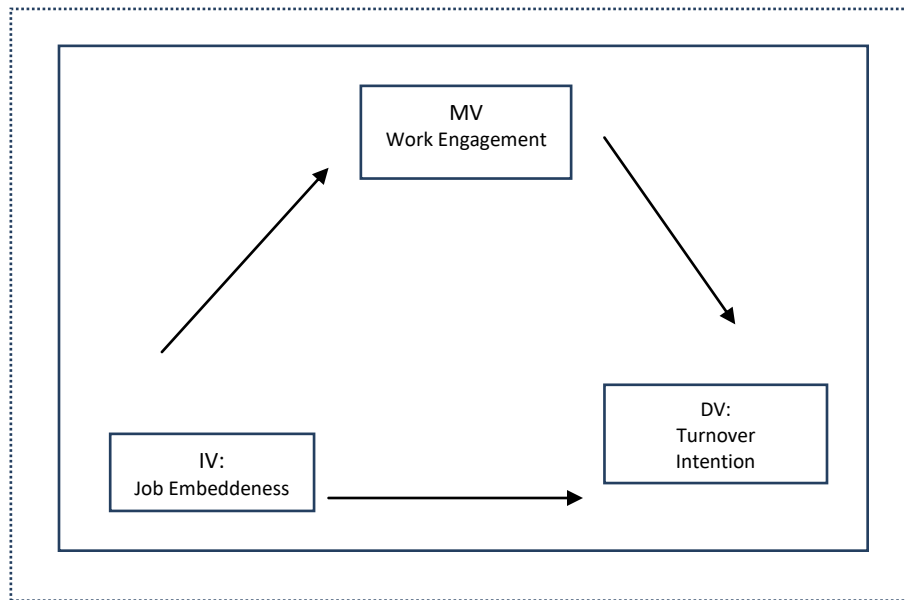 MV
Work Engagement
IV:
Job Embeddeness
DV:
Turnover
Intention